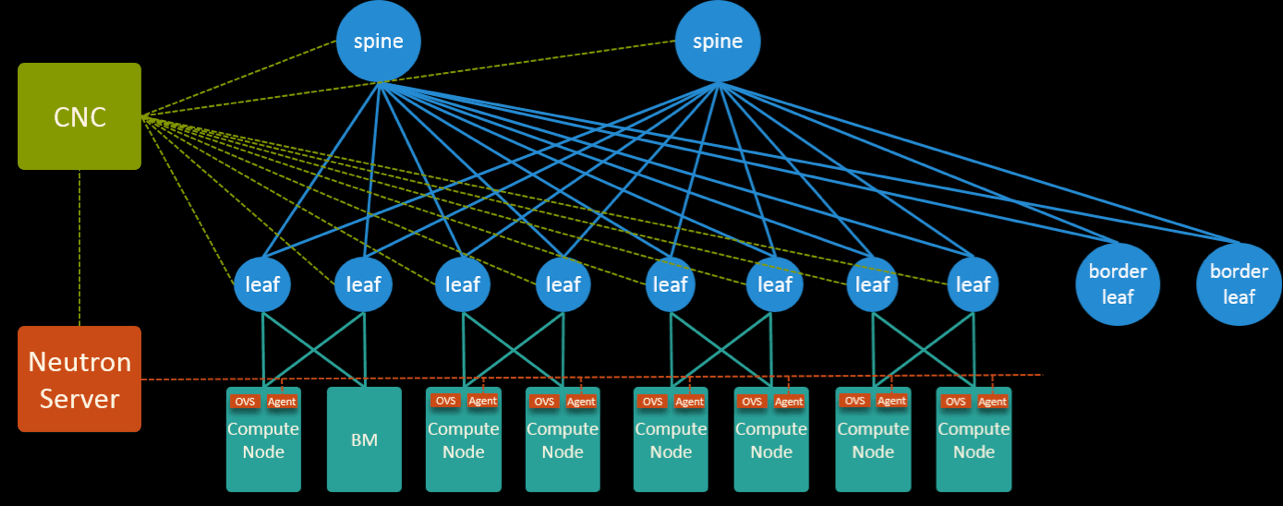 spine
spine
CNC
leaf
leaf
leaf
leaf
leaf
leaf
leaf
leaf
border
leaf
border
leaf
Neutron
Server
OVS
Agent
Compute
Node
BM
OVS
Agent
Compute
Node
OVS
Agent
Compute
Node
OVS
Agent
Compute
Node
OVS
Agent
Compute
Node
OVS
Agent
Compute
Node
OVS
Agent
Compute
Node